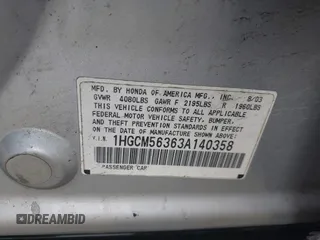 MFD. BY HONDA OF AMERICA MFG., INC. 8/03
GVWR 4080LBS GAWR F 2195LBS R 1960LBS
THIS VEHICLE CONFORMS TO ALL APPLICABLE
FEDERAL MOTOR VEHICLE SAFETY, BUMPER, AND
THEFT PREVENTION STANDARDS IN EFFECT ON
THE DATE OF MANUFACTURE SHOWN ABOVE.
V.I.N. 1HGCM56363A140358
PASSENGER CAR
1DREAMBID